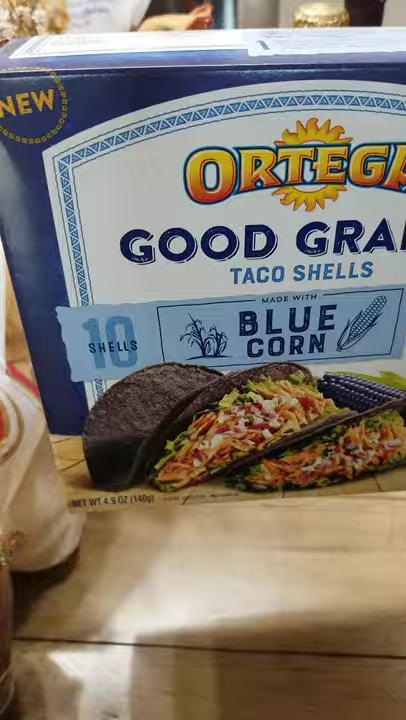 NEW
ORTEGA
GOOD GRA
TACO SHELLS
MADE WITH
BLUE
CORN
10
SHELLS
NET WT 4.9 OZ (140g)